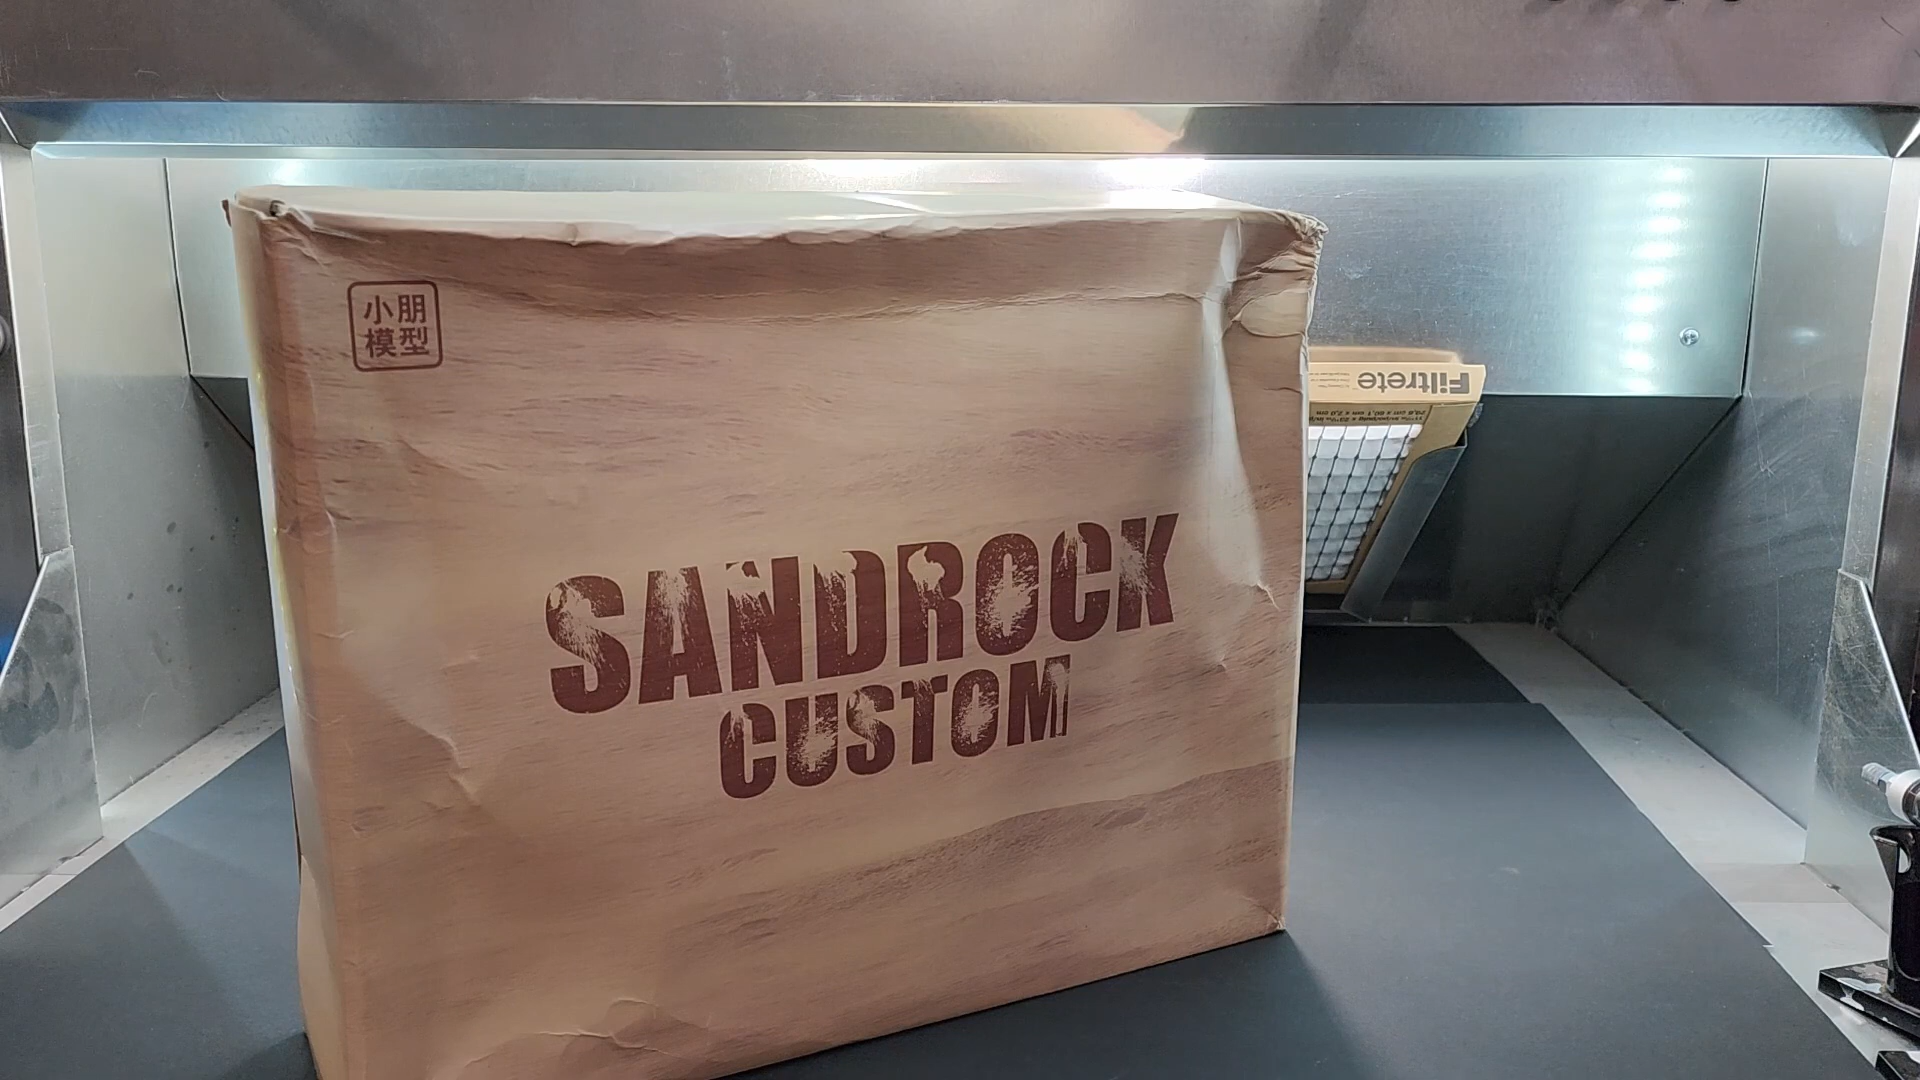 小朋
模型
SANDROCK
CUSTOM
Filtrete